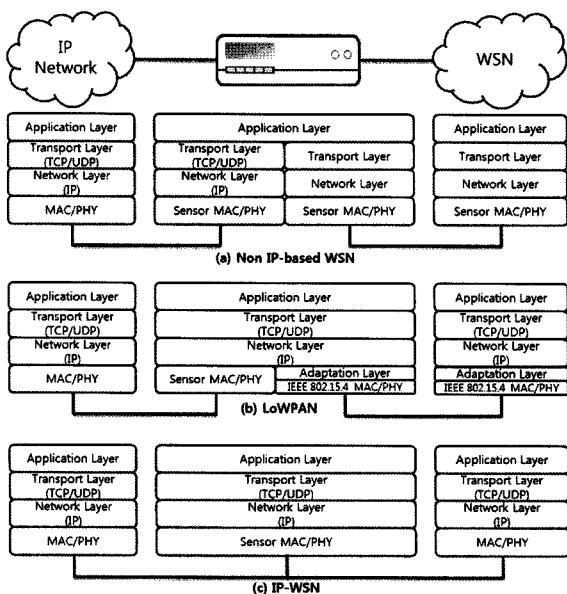 IP
Network
WSN
Application Layer
Transport Layer
(TCP/UDP)
Network Layer
(IP)
MAC/PHY
Application Layer
Transport Layer
(TCP/UDP)
Network Layer
(IP)
Sensor MAC/PHY
Transport Layer
Network Layer
Sensor MAC/PHY
Application Layer
Transport Layer
Network Layer
Sensor MAC/PHY
(a) Non IP-based WSN
Application Layer
Transport Layer
(TCP/UDP)
Network Layer
(IP)
MAC/PHY
Application Layer
Transport Layer
(TCP/UDP)
Network Layer
(IP)
Sensor MAC/PHY
Adaptation Layer
IEEE 802.15.4 MAC/PHY
Application Layer
Transport Layer
(TCP/UDP)
Network Layer
(IP)
Adaptation Layer
IEEE 802.15.4 MAC/PHY
(b) LoWPAN
Application Layer
Transport Layer
(TCP/UDP)
Network Layer
(IP)
MAC/PHY
Application Layer
Transport Layer
(TCP/UDP)
Network Layer
(IP)
Sensor MAC/PHY
Application Layer
Transport Layer
(TCP/UDP)
Network Layer
(IP)
MAC/PHY
(c) IP-WSN